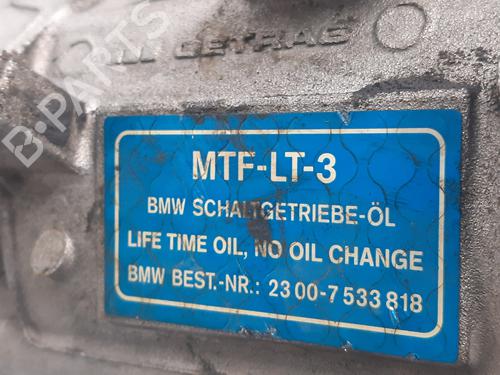 GETRAG
B-PARTS
MTF-LT-3
BMW SCHALTGETRIEBE-ÖL
LIFE TIME OIL, NO OIL CHANGE
BMW BEST.-NR.: 23 00-7 533 818